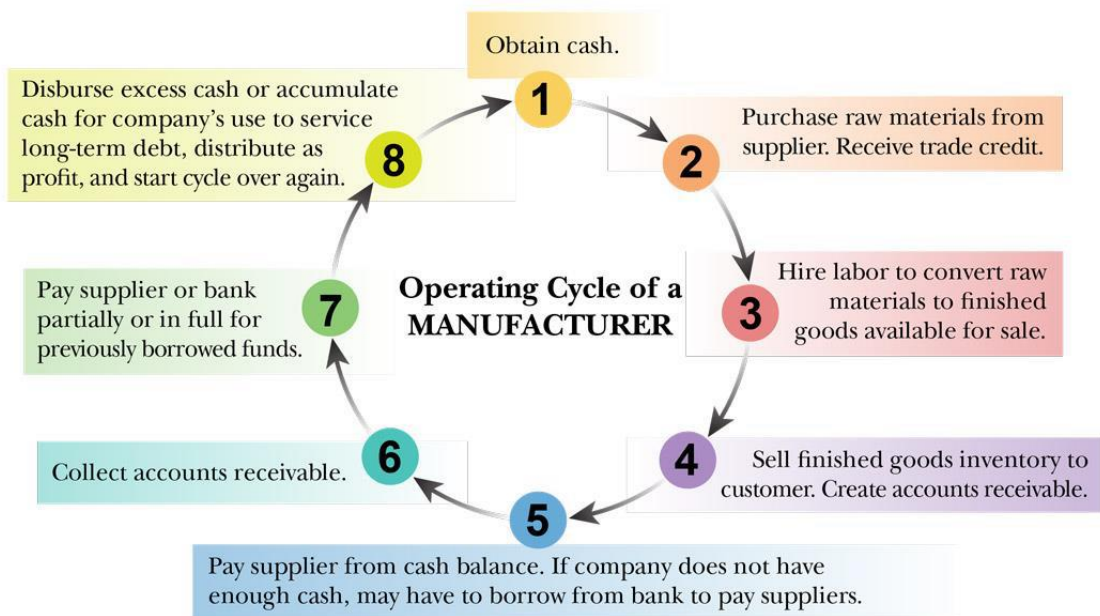 Obtain cash.
1
Purchase raw materials from
supplier. Receive trade credit.
2
Hire labor to convert raw
materials to finished
goods available for sale.
3
Sell finished goods inventory to
customer. Create accounts receivable.
4
5
Pay supplier from cash balance. If company does not have
enough cash, may have to borrow from bank to pay suppliers.
Collect accounts receivable.
6
Pay supplier or bank
partially or in full for
previously borrowed funds.
7
Disburse excess cash or accumulate
cash for company’s use to service
long-term debt, distribute as
profit, and start cycle over again.
8
Operating Cycle of a
MANUFACTURER